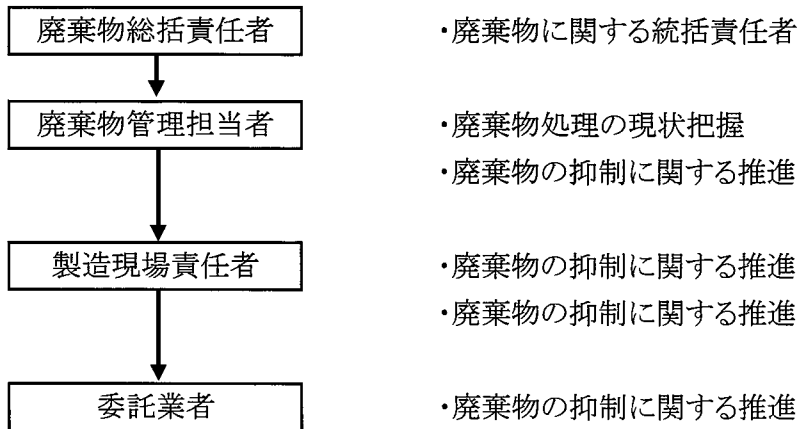 廃棄物総括責任者
・廃棄物に関する統括責任者
廃棄物管理担当者
・廃棄物処理の現状把握
・廃棄物の抑制に関する推進
製造現場責任者
・廃棄物の抑制に関する推進
・廃棄物の抑制に関する推進
委託業者
・廃棄物の抑制に関する推進